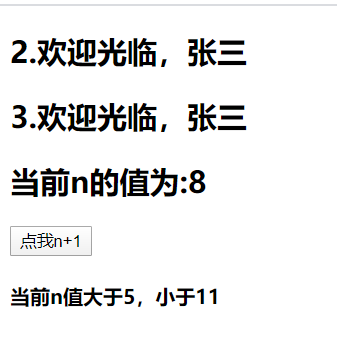 2.欢迎光临，张三
3.欢迎光临，张三
当前n的值为:8
点我n+1
当前n值大于5，小于11